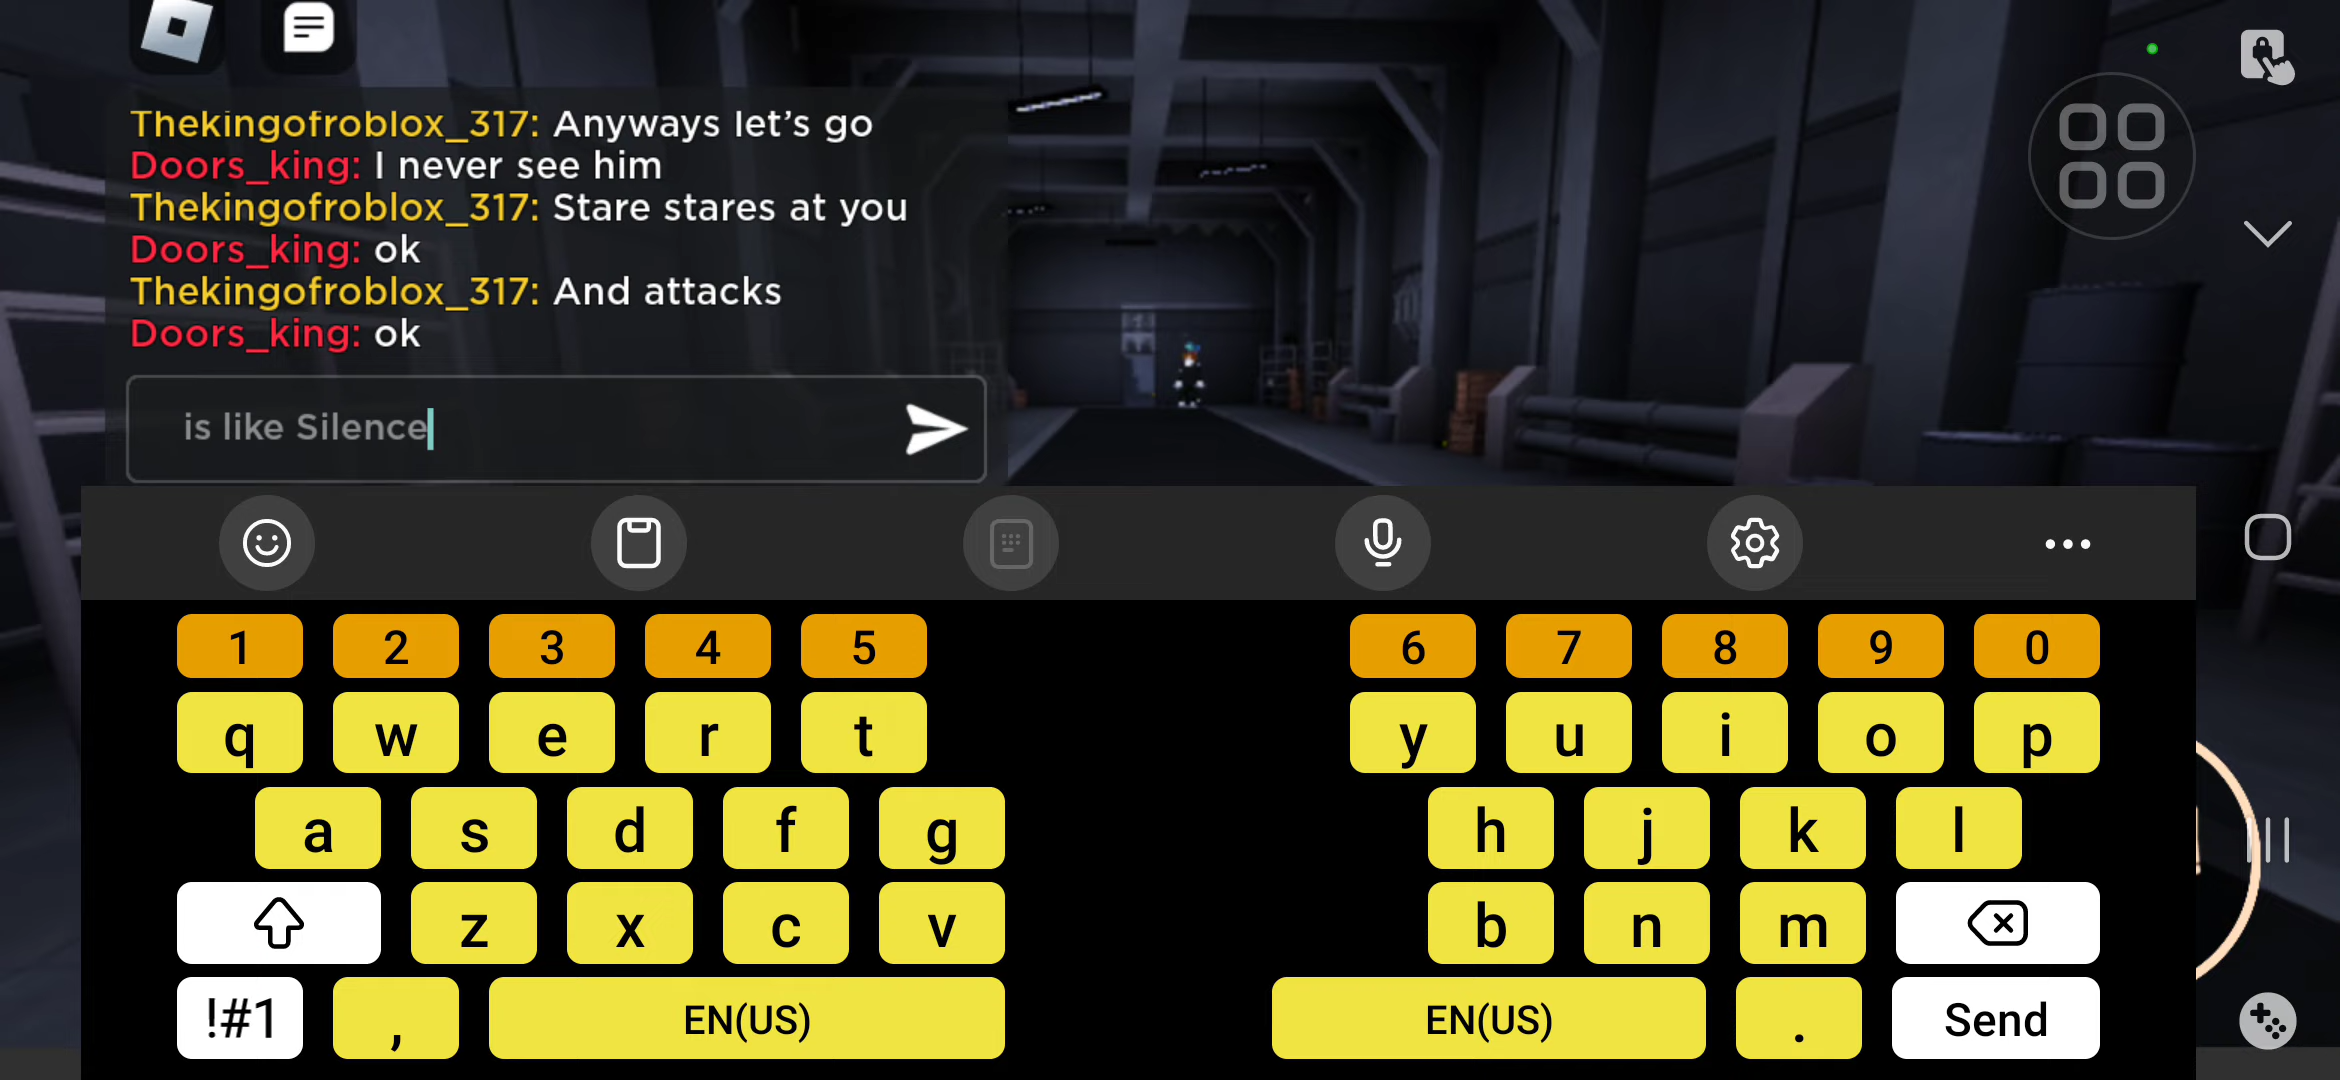 Thekingofroblox_317: Anyways let's go
Doors_king: I never see him
Thekingofroblox_317: Stare stares at you
Doors_king: ok
Thekingofroblox_317: And attacks
Doors_king: ok
is like Silence
1 2 3 4 5 6 7 8 9 0
q w e r t y u i o p
a s d f g h j k l
z x c v b n m
!#1 , EN(US) EN(US) . Send